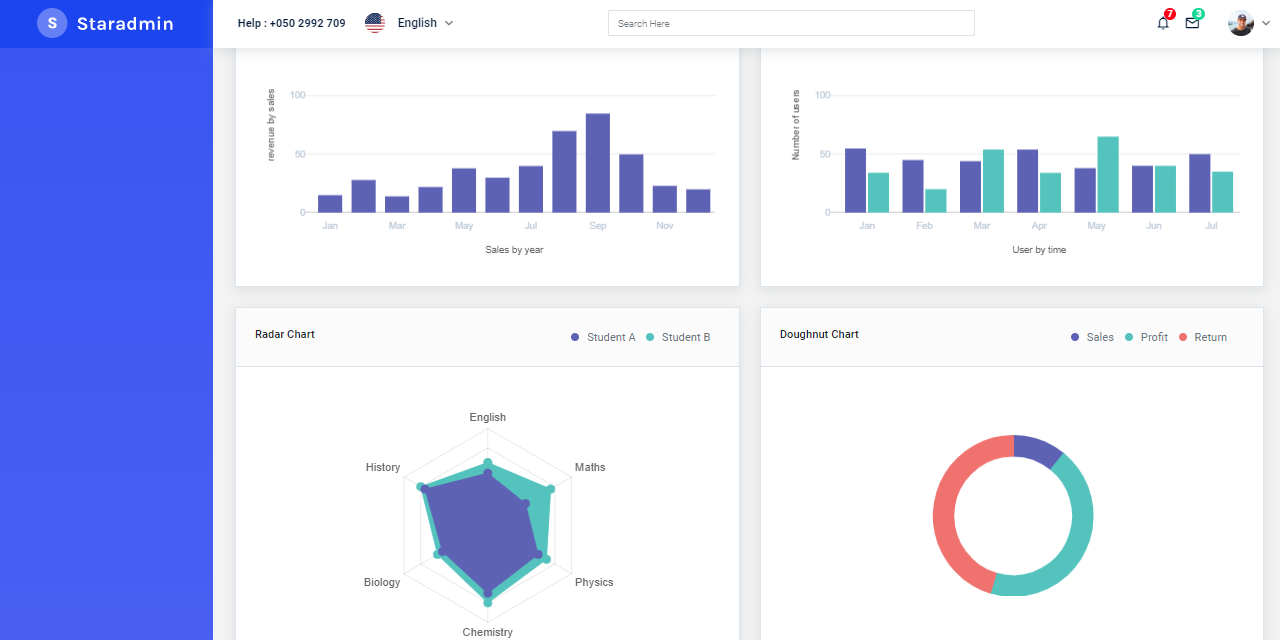 S Staradmin
Help : +050 2992 709
English
Search Here
7
3
revenue by sales
100
50
0
Jan Mar May Jul Sep Nov
Sales by year
Number of users
100
50
0
Jan Feb Mar Apr May Jun Jul
User by time
Radar Chart
Student A Student B
English
Maths
Physics
Chemistry
Biology
History
Doughnut Chart
Sales Profit Return